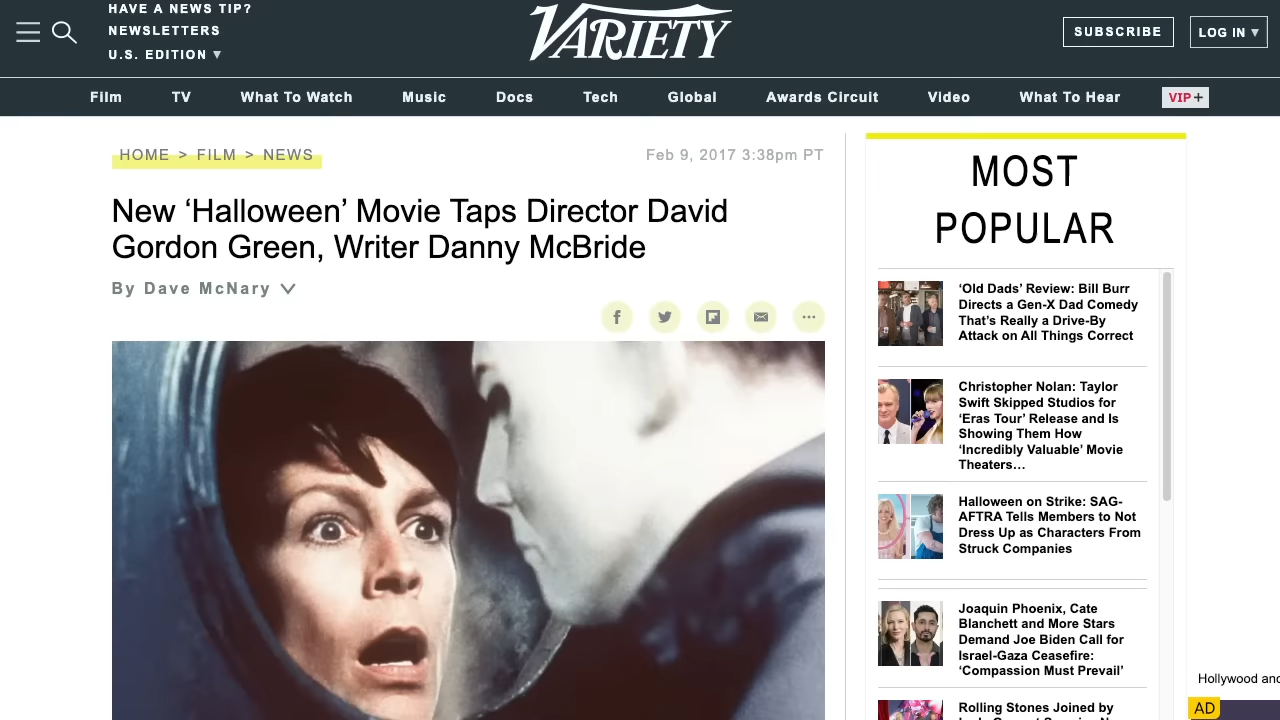 HAVE A NEWS TIP?
NEWSLETTERS
U.S. EDITION ▼
VARIETY
SUBSCRIBE
LOG IN ▼
Film TV What To Watch Music Docs Tech Global Awards Circuit Video What To Hear VIP+
HOME > FILM > NEWS
Feb 9, 2017 3:38pm PT
New ‘Halloween’ Movie Taps Director David
Gordon Green, Writer Danny McBride
By Dave McNary
MOST
POPULAR
‘Old Dads’ Review: Bill Burr
Directs a Gen-X Dad Comedy
That’s Really a Drive-By
Attack on All Things Correct
Christopher Nolan: Taylor
Swift Skipped Studios for
‘Eras Tour’ Release and Is
Showing Them How
‘Incredibly Valuable’ Movie
Theaters…
Halloween on Strike: SAG-
AFTRA Tells Members to Not
Dress Up as Characters From
Struck Companies
Joaquin Phoenix, Cate
Blanchett and More Stars
Demand Joe Biden Call for
Israel-Gaza Ceasefire:
‘Compassion Must Prevail’
Rolling Stones Joined by
Hollywood and
AD